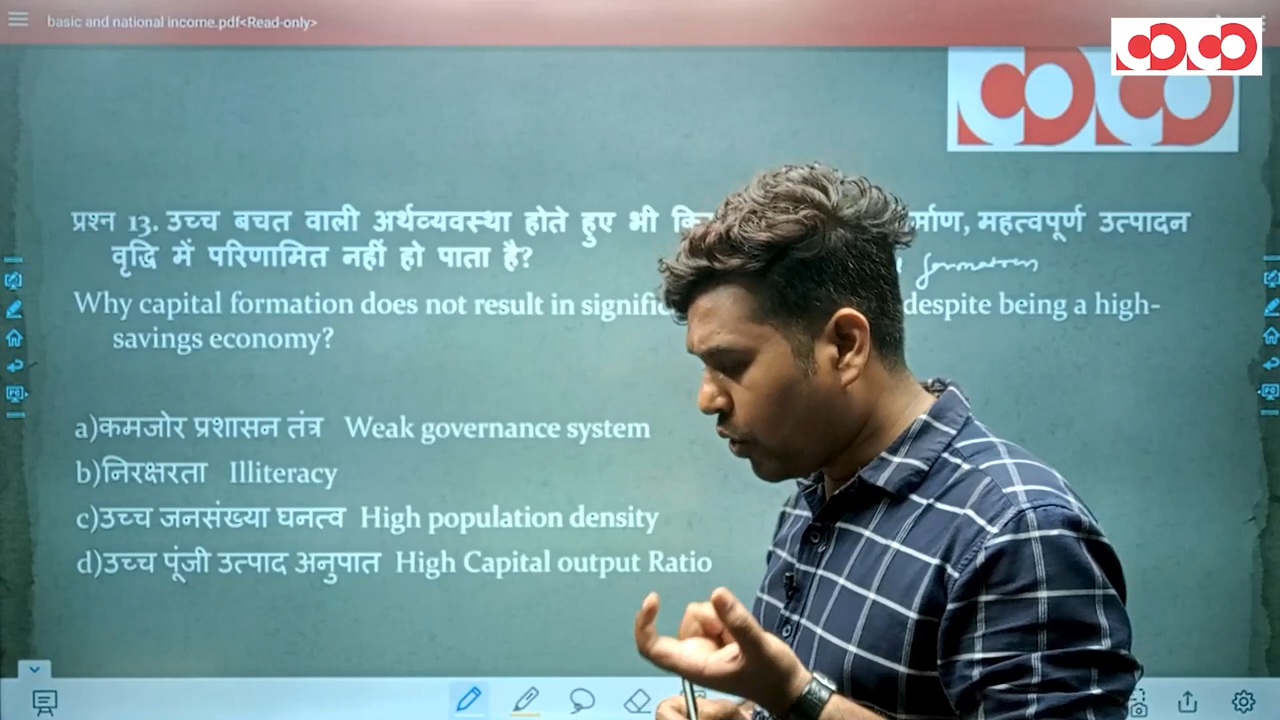 basic and national income.pdf<Read-only>
प्रश्न 13. उच्च बचत वाली अर्थव्यवस्था होते हुए भी महत्वपूर्ण उत्पादन
वृद्धि में परिणामित नहीं हो पाता है?
formation
Why capital formation does not result in despite being a high-
savings economy?
a)कमजोर प्रशासन तंत्र Weak governance system
b)निरक्षरता Illiteracy
c)उच्च जनसंख्या घनत्व High population density
d)उच्च पूंजी उत्पाद अनुपात High Capital output Ratio